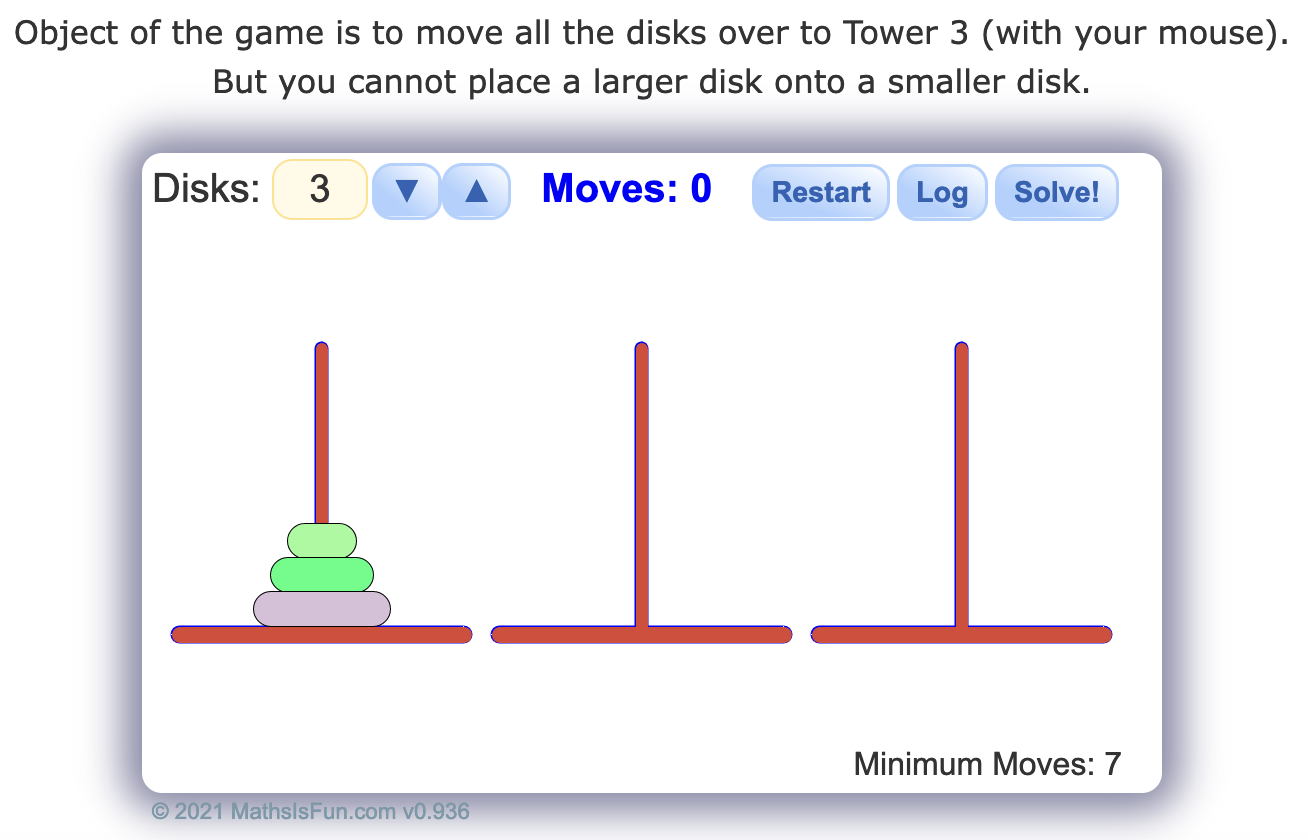 Object of the game is to move all the disks over to Tower 3 (with your mouse).
But you cannot place a larger disk onto a smaller disk.
Disks: 3 ▼ ▲ Moves: 0 Restart Log Solve!
Minimum Moves: 7
© 2021 MathsIsFun.com v0.936